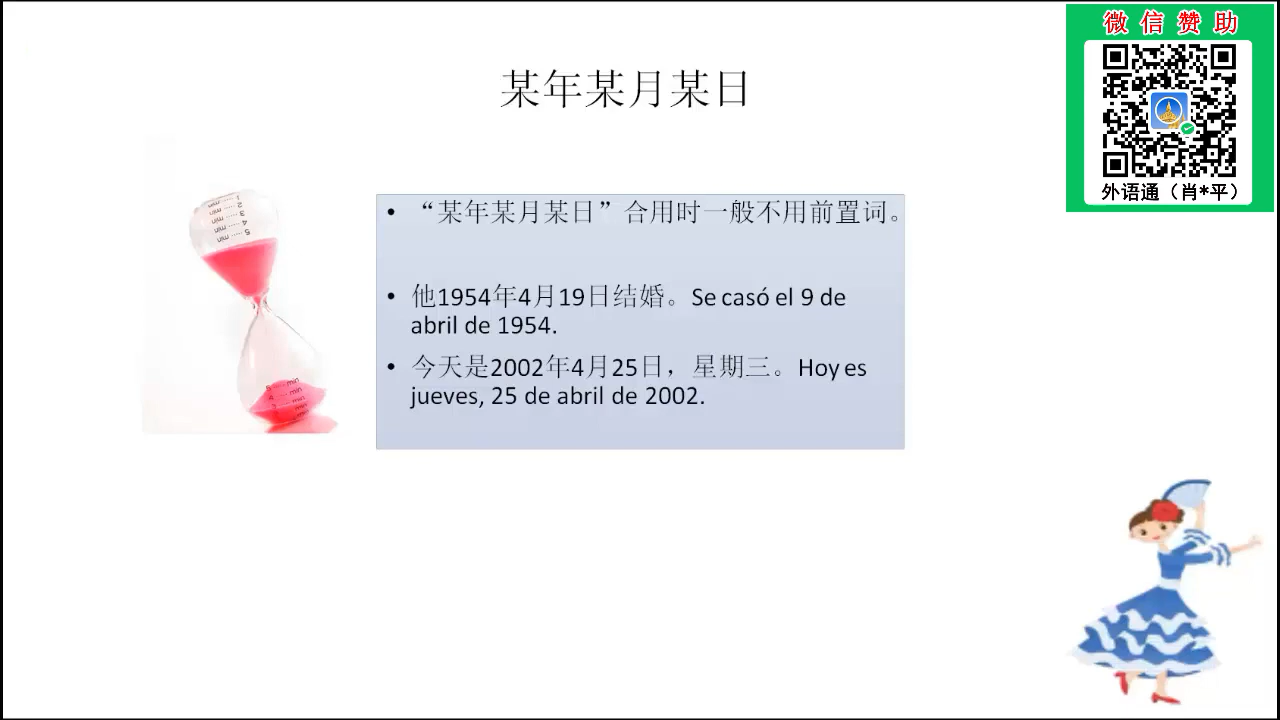 微信赞助
外语通（肖*平）
某年某月某日
• “某年某月某日”合用时一般不用前置词。
• 他1954年4月19日结婚。Se casó el 9 de
abril de 1954.
• 今天是2002年4月25日，星期三。Hoy es
jueves, 25 de abril de 2002.